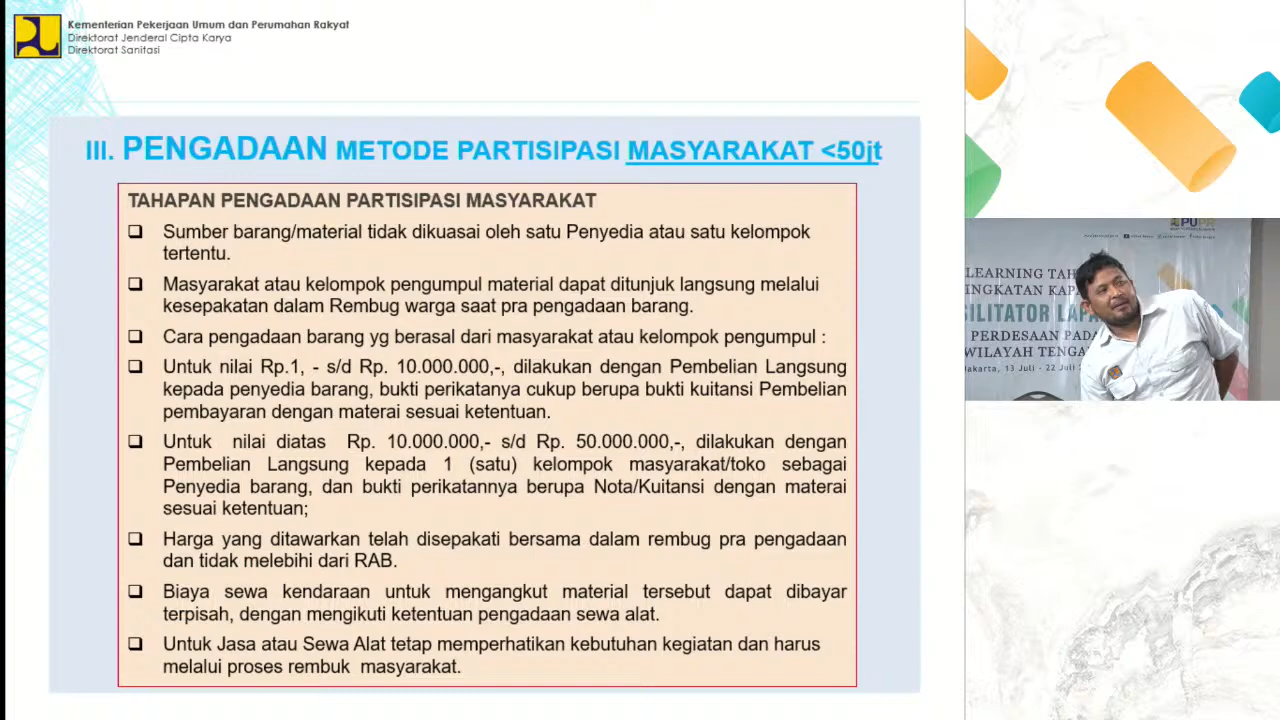 Kementerian Pekerjaan Umum dan Perumahan Rakyat
Direktorat Jenderal Cipta Karya
Direktorat Sanitasi
III. PENGADAAN METODE PARTISIPASI MASYARAKAT <50jt
TAHAPAN PENGADAAN PARTISIPASI MASYARAKAT
Sumber barang/material tidak dikuasai oleh satu Penyedia atau satu kelompok
tertentu.
Masyarakat atau kelompok pengumpul material dapat ditunjuk langsung melalui
kesepakatan dalam Rembug warga saat pra pengadaan barang.
Cara pengadaan barang yg berasal dari masyarakat atau kelompok pengumpul :
Untuk nilai Rp.1, - s/d Rp. 10.000.000,-, dilakukan dengan Pembelian Langsung
kepada penyedia barang, bukti perikatanya cukup berupa bukti kuitansi Pembelian
pembayaran dengan materai sesuai ketentuan.
Untuk nilai diatas Rp. 10.000.000,- s/d Rp. 50.000.000,-, dilakukan dengan
Pembelian Langsung kepada 1 (satu) kelompok masyarakat/toko sebagai
Penyedia barang, dan bukti perikatannya berupa Nota/Kuitansi dengan materai
sesuai ketentuan;
Harga yang ditawarkan telah disepakati bersama dalam rembug pra pengadaan
dan tidak melebihi dari RAB.
Biaya sewa kendaraan untuk mengangkut material tersebut dapat dibayar
terpisah, dengan mengikuti ketentuan pengadaan sewa alat.
Untuk Jasa atau Sewa Alat tetap memperhatikan kebutuhan kegiatan dan harus
melalui proses rembuk masyarakat.
PUPR
LEARNING TAH
INGKATAN KAPA
SILITATOR LAPA
PERDESAAN PADA
WILAYAH TENGA
Jakarta, 13 Juli - 22 Juli